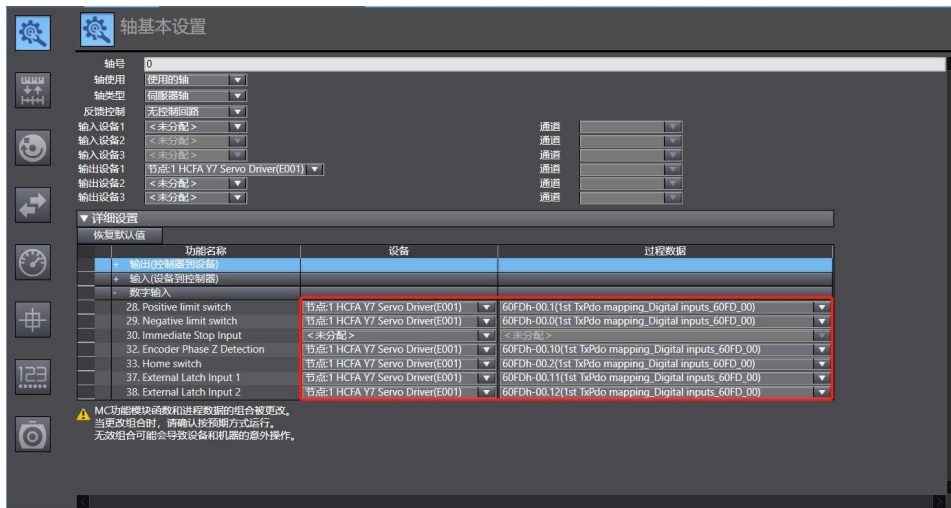 轴基本设置
轴号 0
轴使用 使用的轴
轴类型 伺服器轴
反馈控制 无控制回路
输入设备1 <未分配> 通道
输入设备2 <未分配> 通道
输入设备3 <未分配> 通道
输出设备1 节点:1 HCFA Y7 Servo Driver(E001) 通道
输出设备2 <未分配> 通道
输出设备3 <未分配> 通道
▼详细设置
恢复默认值
功能名称 设备 过程数据
+ 输出(控制器到设备)
+ 输入(设备到控制器)
- 数字输入
28. Positive limit switch 节点:1 HCFA Y7 Servo Driver(E001) 60FDh-00.1(1st TxPdo mapping_Digital inputs_60FD_00)
29. Negative limit switch 节点:1 HCFA Y7 Servo Driver(E001) 60FDh-00.0(1st TxPdo mapping_Digital inputs_60FD_00)
30. Immediate Stop Input <未分配> <未分配>
32. Encoder Phase Z Detection 节点:1 HCFA Y7 Servo Driver(E001) 60FDh-00.10(1st TxPdo mapping_Digital inputs_60FD_00)
33. Home switch 节点:1 HCFA Y7 Servo Driver(E001) 60FDh-00.2(1st TxPdo mapping_Digital inputs_60FD_00)
37. External Latch Input 1 节点:1 HCFA Y7 Servo Driver(E001) 60FDh-00.11(1st TxPdo mapping_Digital inputs_60FD_00)
38. External Latch Input 2 节点:1 HCFA Y7 Servo Driver(E001) 60FDh-00.12(1st TxPdo mapping_Digital inputs_60FD_00)
MC功能模块函数和进程数据的组合被更改。
当更改组合时，请确认按预期方式运行。
无效组合可能会导致设备和机器的意外操作。
123